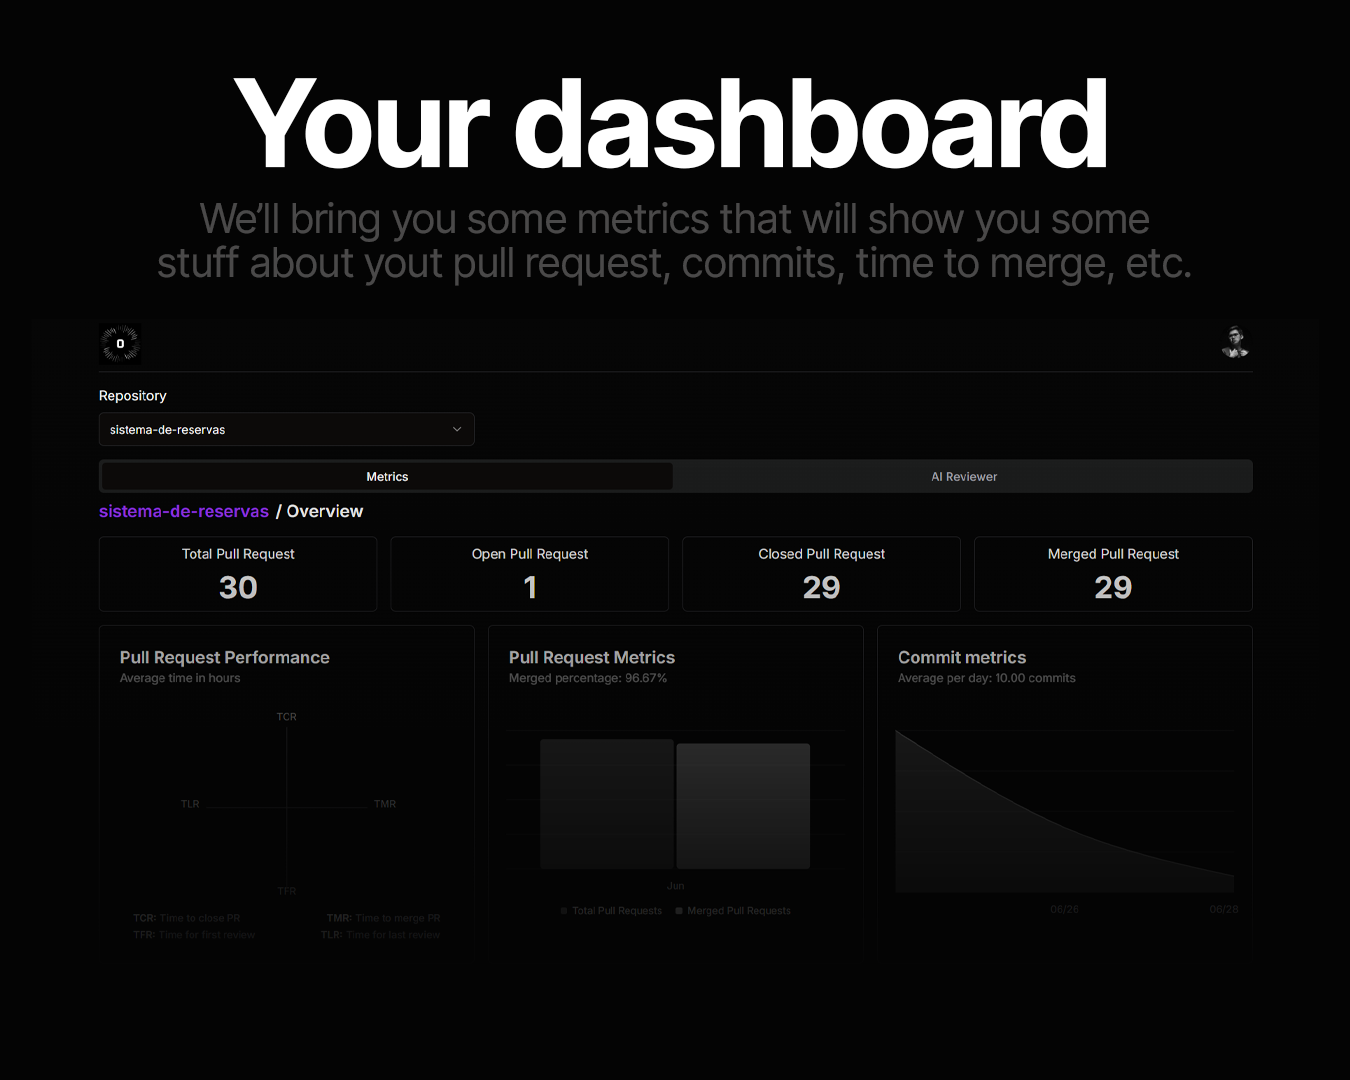 Your dashboard
We’ll bring you some metrics that will show you some
stuff about yout pull request, commits, time to merge, etc.
0
Repository
sistema-de-reservas
Metrics
AI Reviewer
sistema-de-reservas / Overview
Total Pull Request
30
Open Pull Request
1
Closed Pull Request
29
Merged Pull Request
29
Pull Request Performance
Average time in hours
TCR
TLR
TMR
TFR
TCR: Time to close PR
TMR: Time to merge PR
TFR: Time for first review
TLR: Time for last review
Pull Request Metrics
Merged percentage: 96.67%
Jun
Total Pull Requests
Merged Pull Requests
Commit metrics
Average per day: 10.00 commits
06/26
06/28